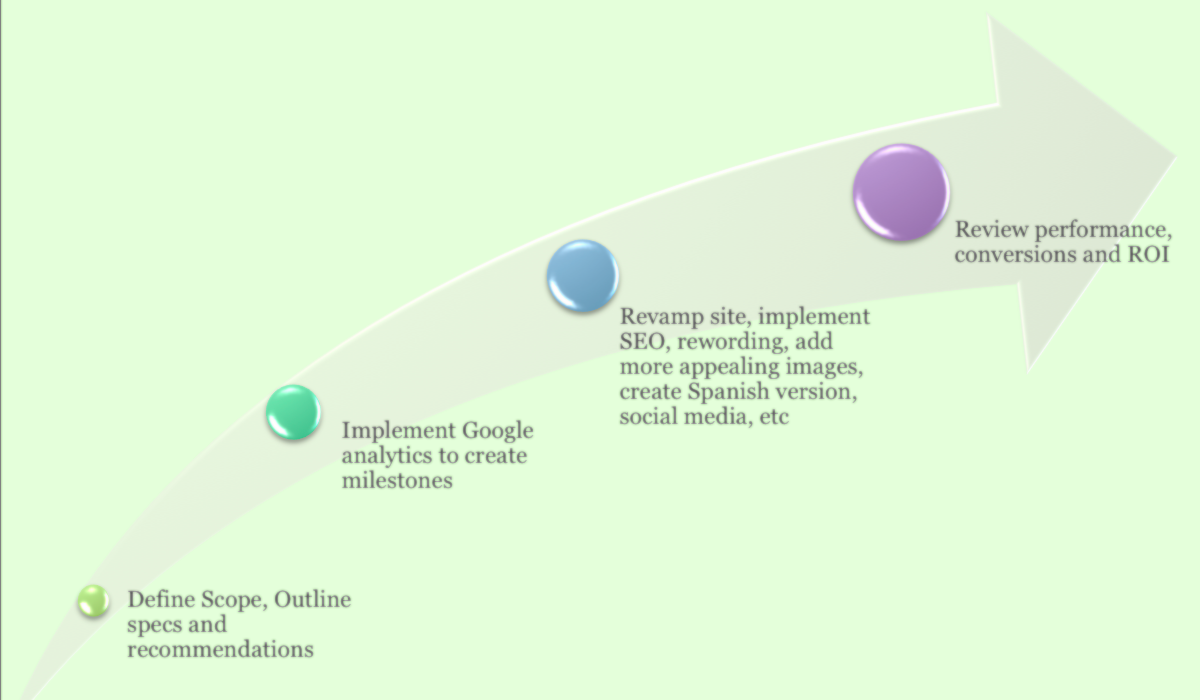 Define Scope, Outline
specs and
recommendations
Implement Google
analytics to create
milestones
Revamp site, implement
SEO, rewording, add
more appealing images,
create Spanish version,
social media, etc
Review performance,
conversions and ROI